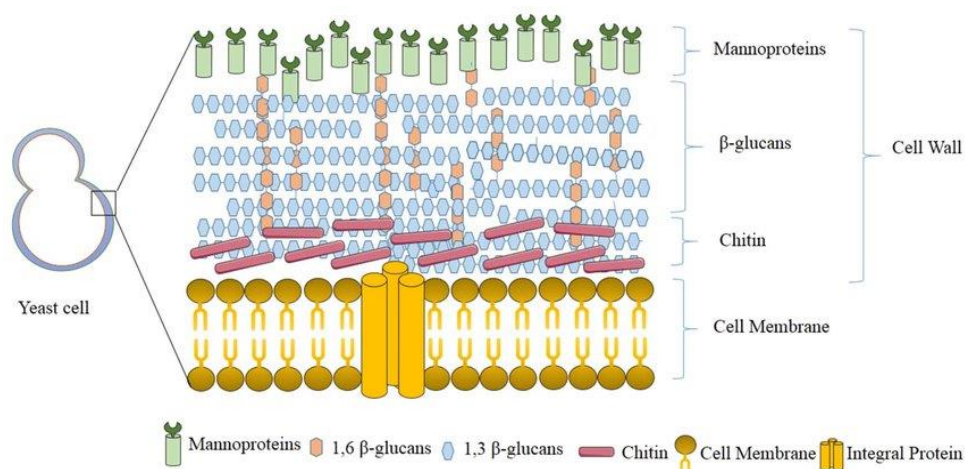 Mannoproteins
β-glucans
Cell Wall
Chitin
Yeast cell
Cell Membrane
Mannoproteins
1,6 β-glucans
1,3 β-glucans
Chitin
Cell Membrane
Integral Protein